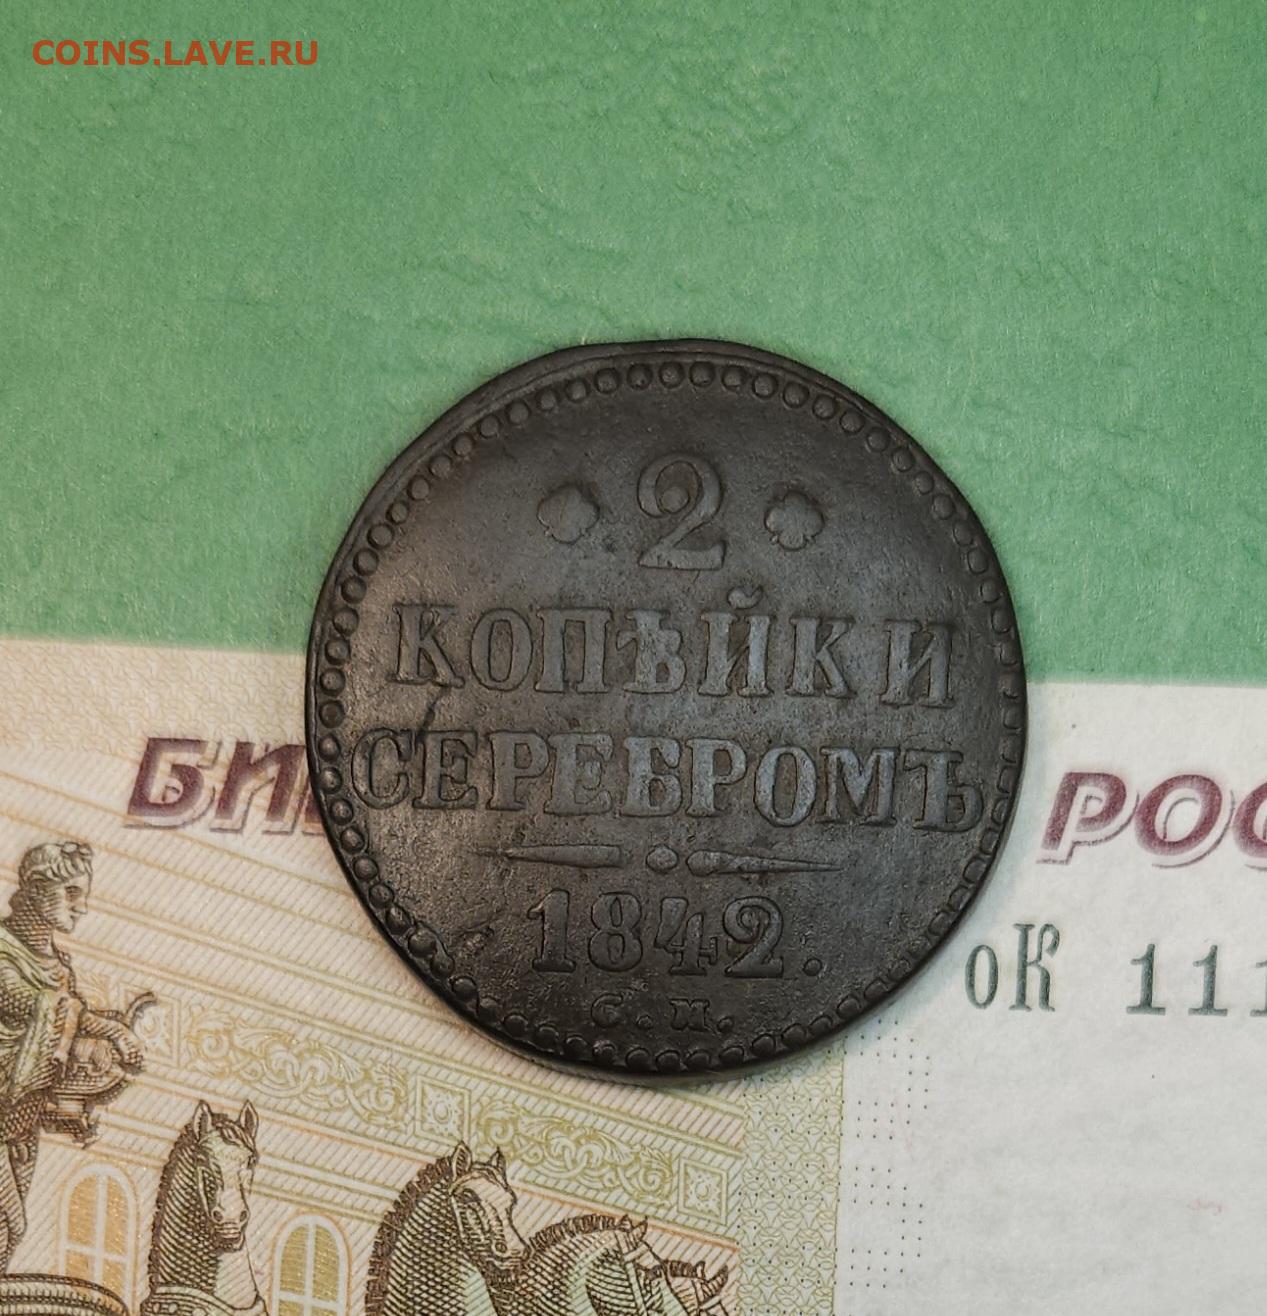 COINS.LAVE.RU
2
КОПѢЙКИ
СЕРЕБРОМЪ
1842.
С.М.
БИ
РОС
оК 111